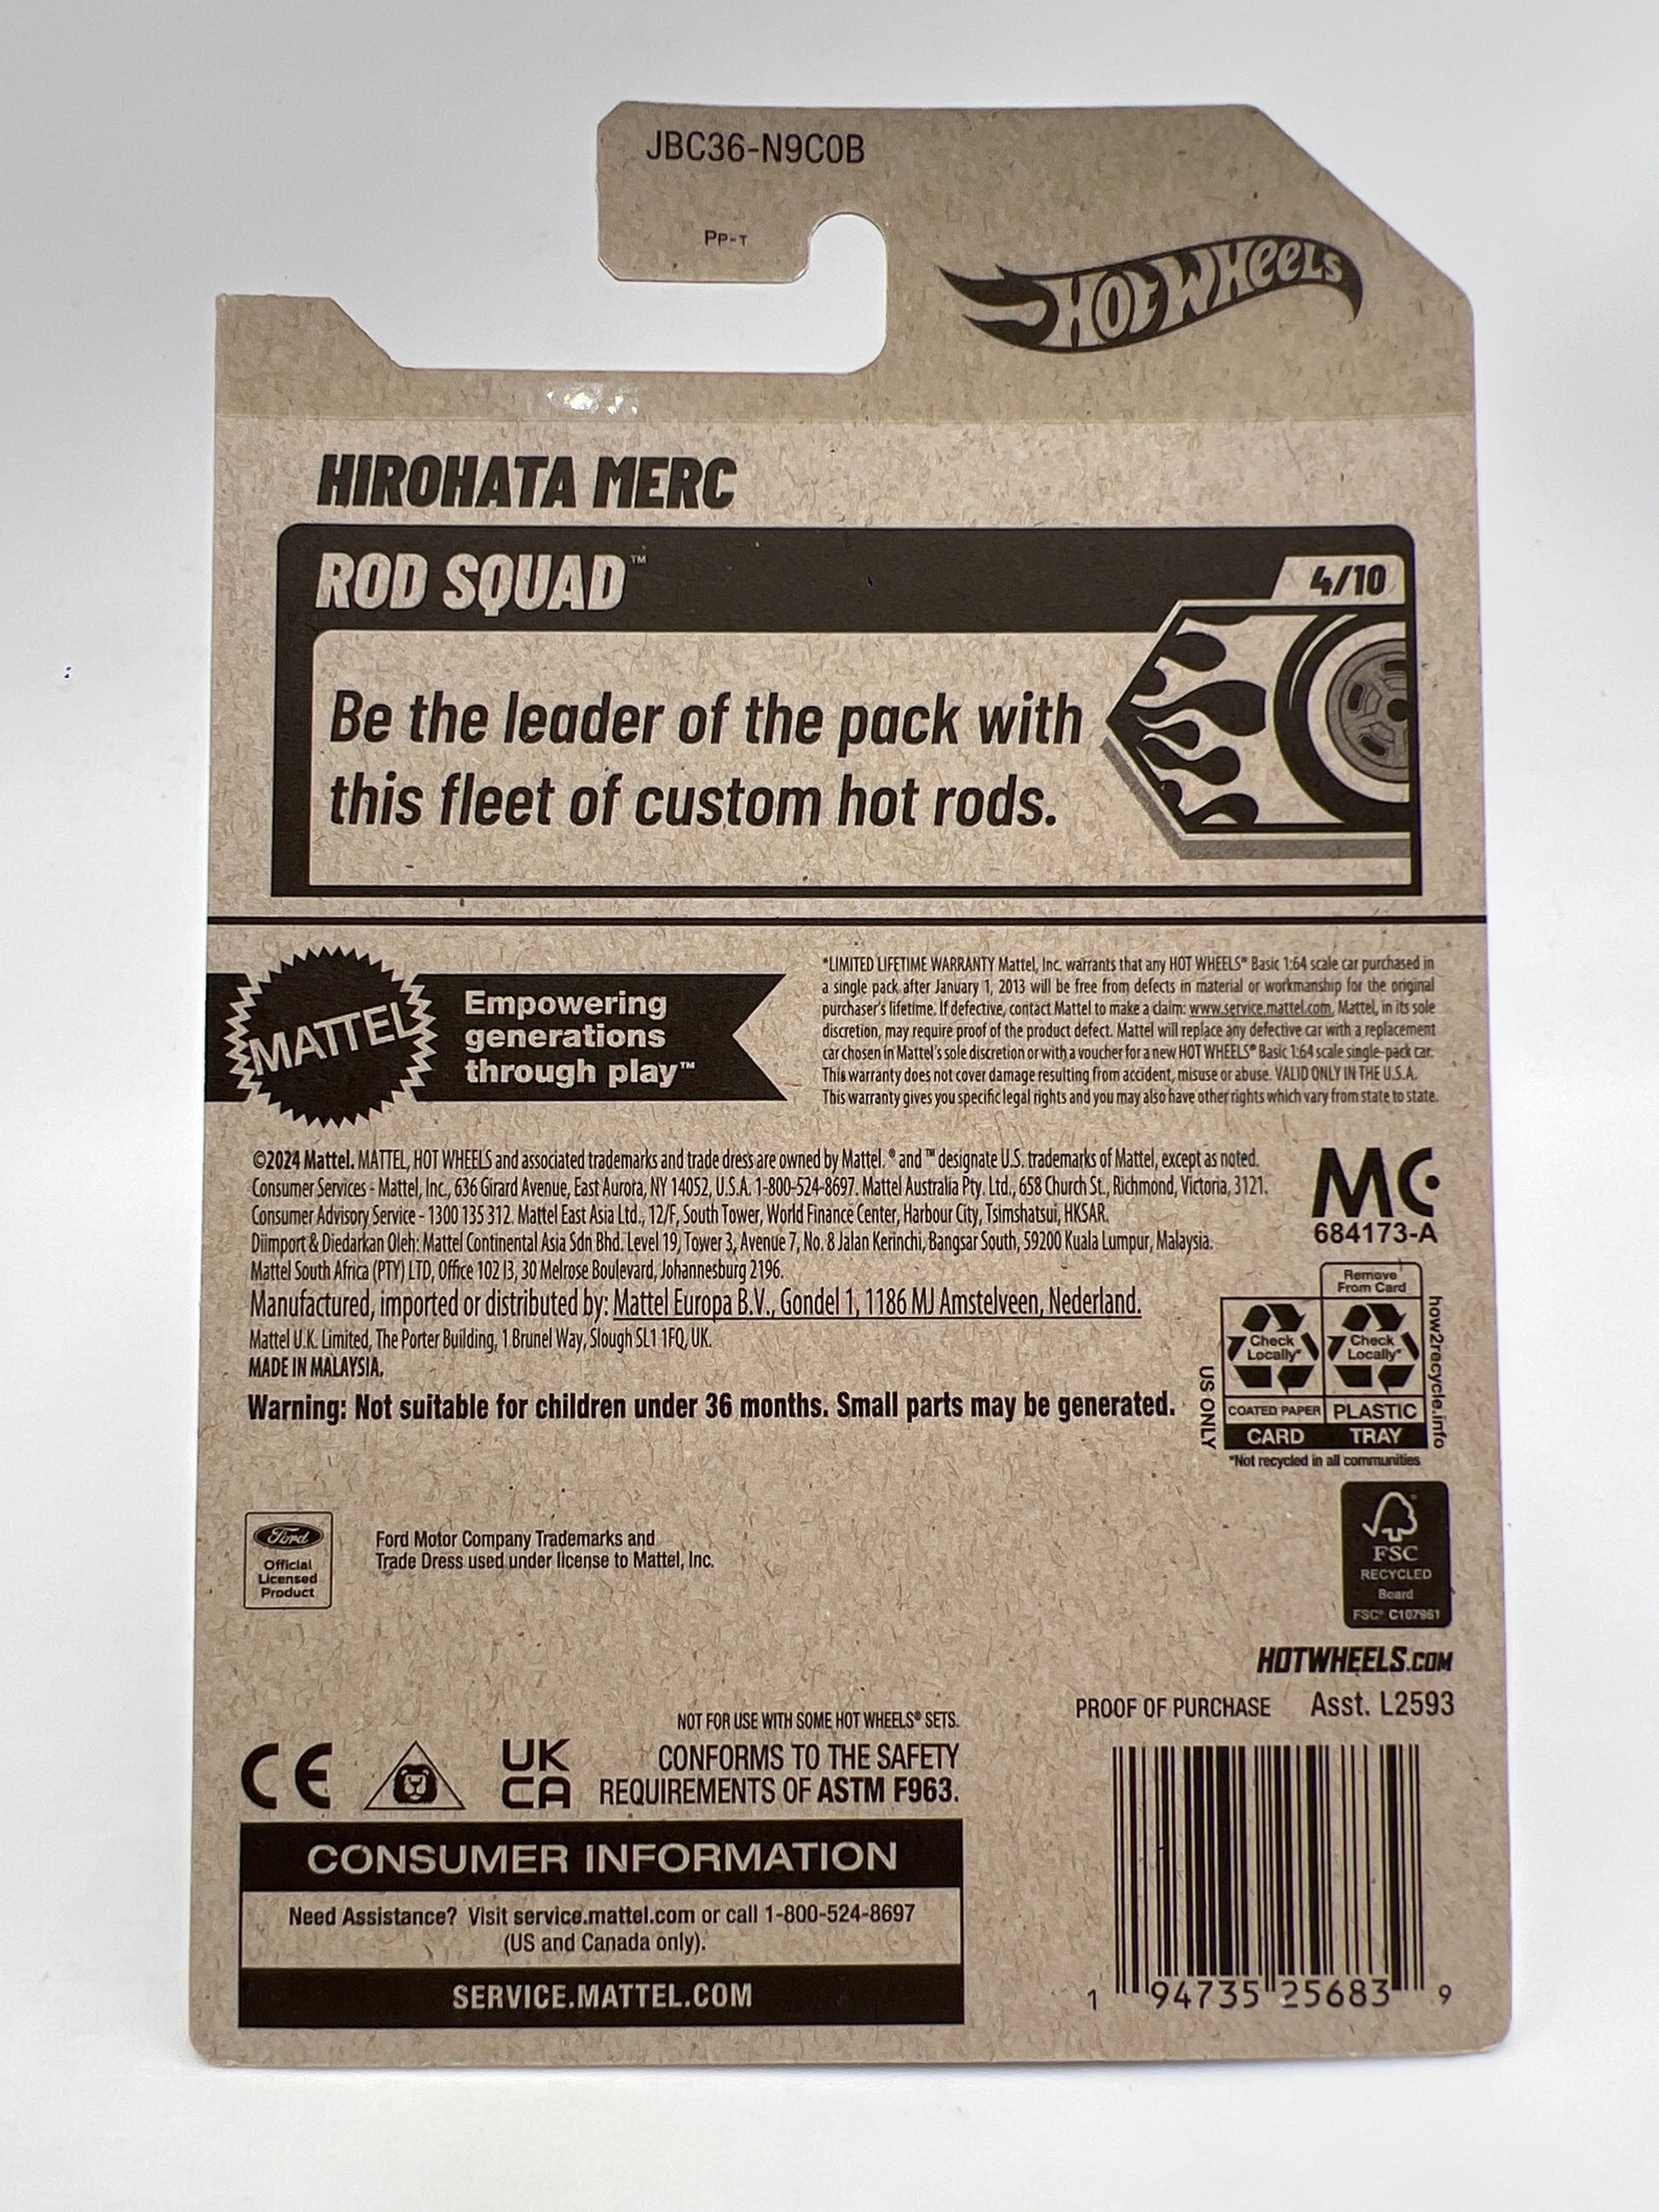 JBC36-N9C0B
PP-T
HOT WHEELS
HIROHATA MERC
ROD SQUAD™
4/10
Be the leader of the pack with
this fleet of custom hot rods.
MATTEL
Empowering
generations
through play™
*LIMITED LIFETIME WARRANTY Mattel, Inc. warrants that any HOT WHEELS® Basic 1:64 scale car purchased in
a single pack after January 1, 2013 will be free from defects in material or workmanship for the original
purchaser's lifetime. If defective, contact Mattel to make a claim: www.service.mattel.com. Mattel, in its sole
discretion, may require proof of the product defect. Mattel will replace any defective car with a replacement
car chosen in Mattel's sole discretion or with a voucher for a new HOT WHEELS® Basic 1:64 scale single-pack car.
This warranty does not cover damage resulting from accident, misuse or abuse. VALID ONLY IN THE U.S.A.
This warranty gives you specific legal rights and you may also have other rights which vary from state to state.
©2024 Mattel. MATTEL, HOT WHEELS and associated trademarks and trade dress are owned by Mattel. ® and ™ designate U.S. trademarks of Mattel, except as noted.
Consumer Services - Mattel, Inc., 636 Girard Avenue, East Aurora, NY 14052, U.S.A. 1-800-524-8697. Mattel Australia Pty. Ltd., 658 Church St., Richmond, Victoria, 3121.
Consumer Advisory Service - 1300 135 312. Mattel East Asia Ltd., 12/F, South Tower, World Finance Center, Harbour City, Tsimshatsui, HKSAR.
Diimport & Diedarkan Oleh: Mattel Continental Asia Sdn Bhd. Level 19, Tower 3, Avenue 7, No. 8 Jalan Kerinchi, Bangsar South, 59200 Kuala Lumpur, Malaysia.
Mattel South Africa (PTY) LTD, Office 102 I3, 30 Melrose Boulevard, Johannesburg 2196.
Manufactured, imported or distributed by: Mattel Europa B.V., Gondel 1, 1186 MJ Amstelveen, Nederland.
Mattel U.K. Limited, The Porter Building, 1 Brunel Way, Slough SL1 1FQ, UK.
MADE IN MALAYSIA.
Warning: Not suitable for children under 36 months. Small parts may be generated.
MC
684173-A
Remove
From Card
Check
Locally*
Check
Locally*
COATED PAPER
PLASTIC
CARD
TRAY
US ONLY
how2recycle.info
*Not recycled in all communities
Ford
Official
Licensed
Product
Ford Motor Company Trademarks and
Trade Dress used under license to Mattel, Inc.
FSC
RECYCLED
Board
FSC® C107961
HOTWHEELS.COM
PROOF OF PURCHASE Asst. L2593
NOT FOR USE WITH SOME HOT WHEELS® SETS.
CE
UK
CA
CONFORMS TO THE SAFETY
REQUIREMENTS OF ASTM F963.
CONSUMER INFORMATION
Need Assistance? Visit service.mattel.com or call 1-800-524-8697
(US and Canada only).
SERVICE.MATTEL.COM
1 94735 25683 9